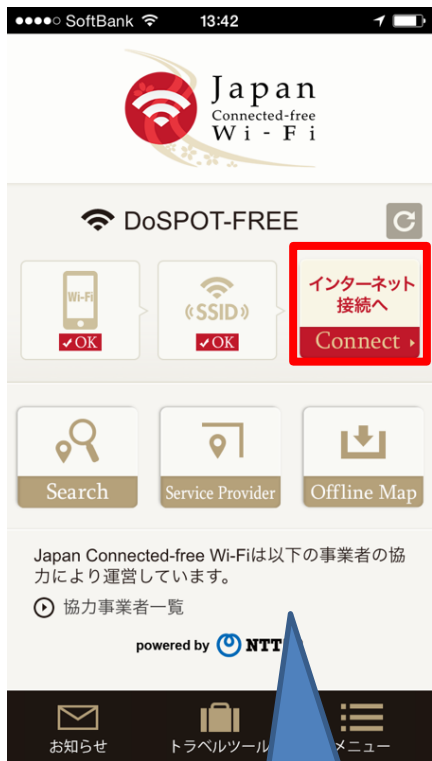 SoftBank 13:42
Japan
Connected-free
Wi-Fi
DoSPOT-FREE
Wi-Fi
OK
(SSID)
OK
インターネット
接続へ
Connect
Search
Service Provider
Offline Map
Japan Connected-free Wi-Fiは以下の事業者の協
力により運営しています。
協力事業者一覧
powered by NTT
お知らせ
トラベルツール
メニュー